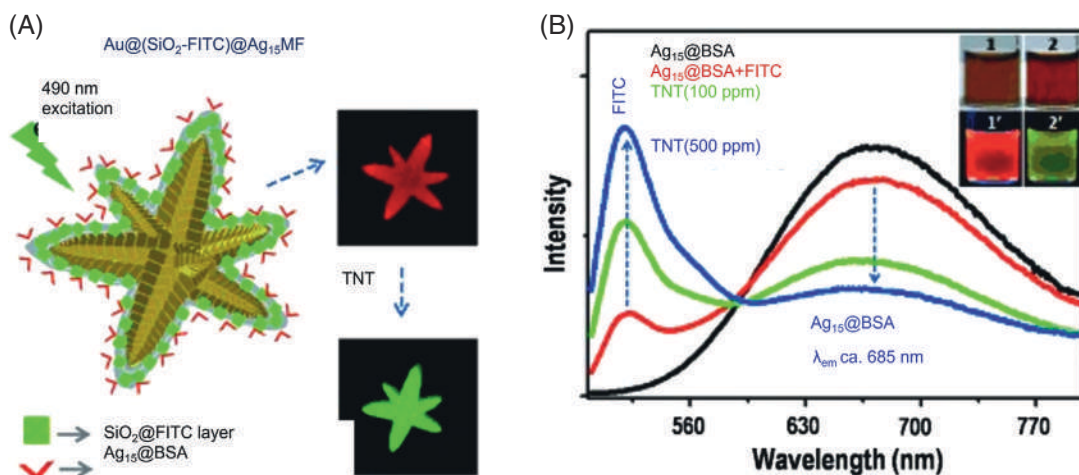 (A)
Au@(SiO₂-FITC)@Ag₁₅MF
490 nm
excitation
TNT
SiO₂@FITC layer
Ag₁₅@BSA
(B)
Ag₁₅@BSA
Ag₁₅@BSA+FITC
TNT(100 ppm)
TNT(500 ppm)
FITC
1 2
1' 2'
Ag₁₅@BSA
λem ca. 685 nm
Intensity
560 630 700 770
Wavelength (nm)